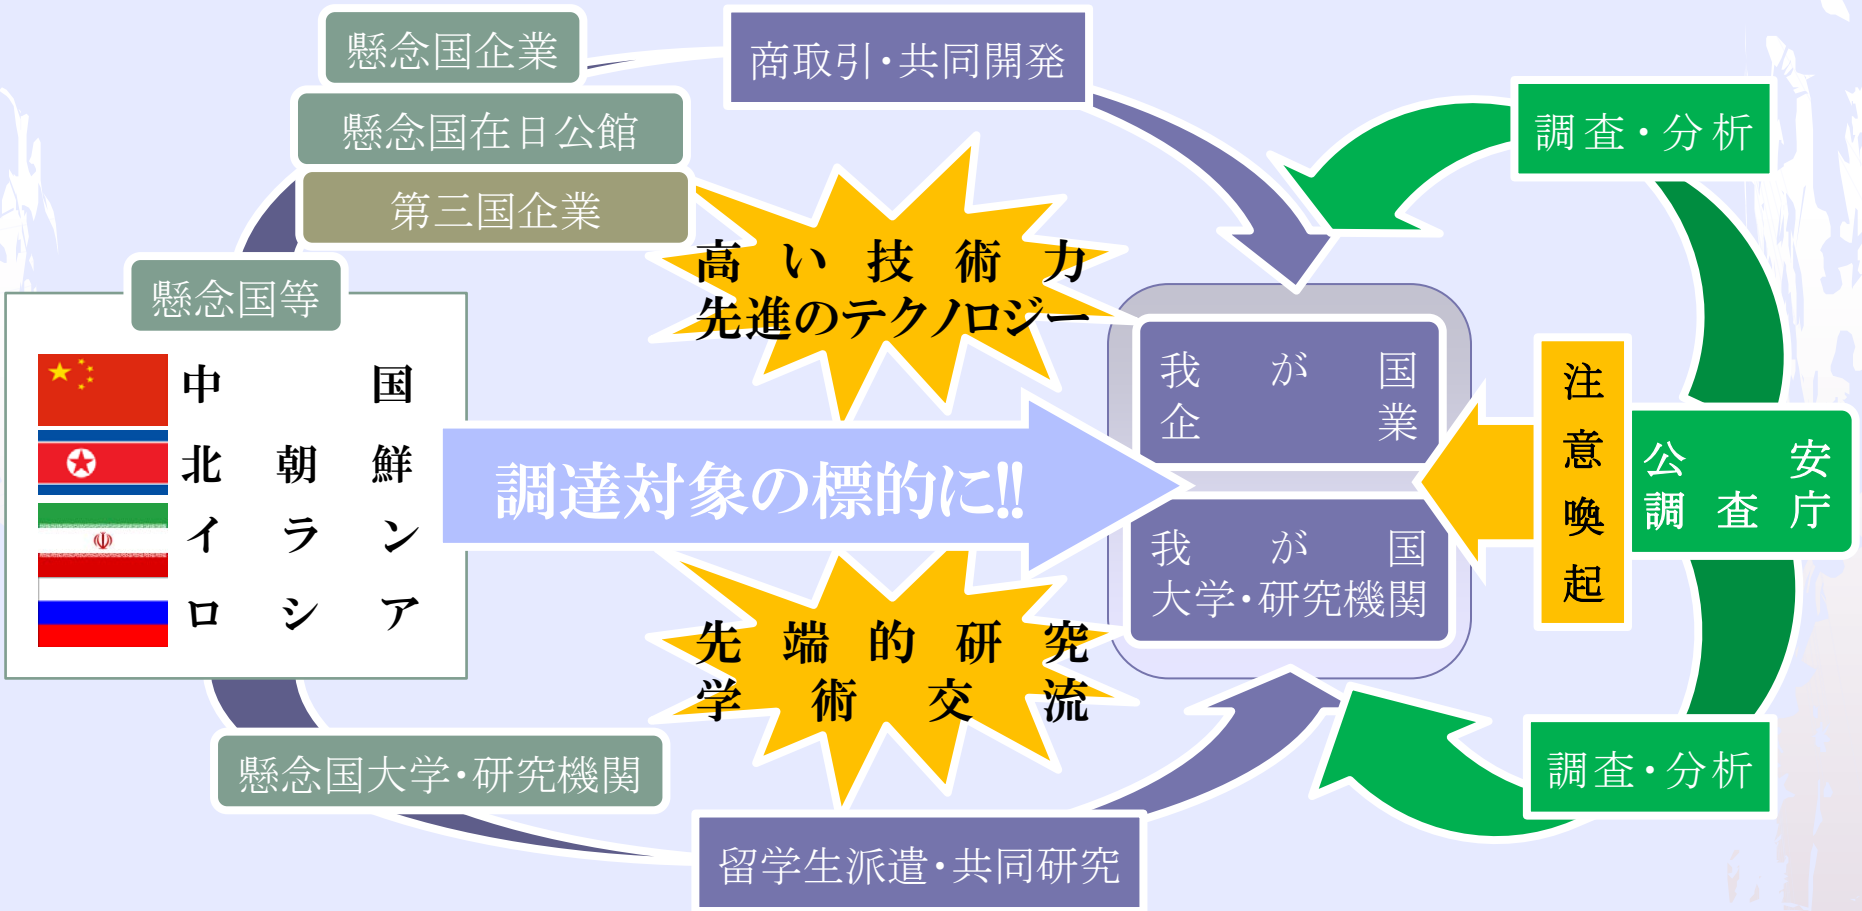 懸念国企業
商取引・共同開発
懸念国在日公館
調査・分析
第三国企業
高い技術力
先進のテクノロジー
懸念国等
中国
北朝鮮
イラン
ロシア
調達対象の標的に!!
我が国
企業
我が国
大学・研究機関
注意喚起
公安
調査庁
先端的研究
学術交流
懸念国大学・研究機関
調査・分析
留学生派遣・共同研究